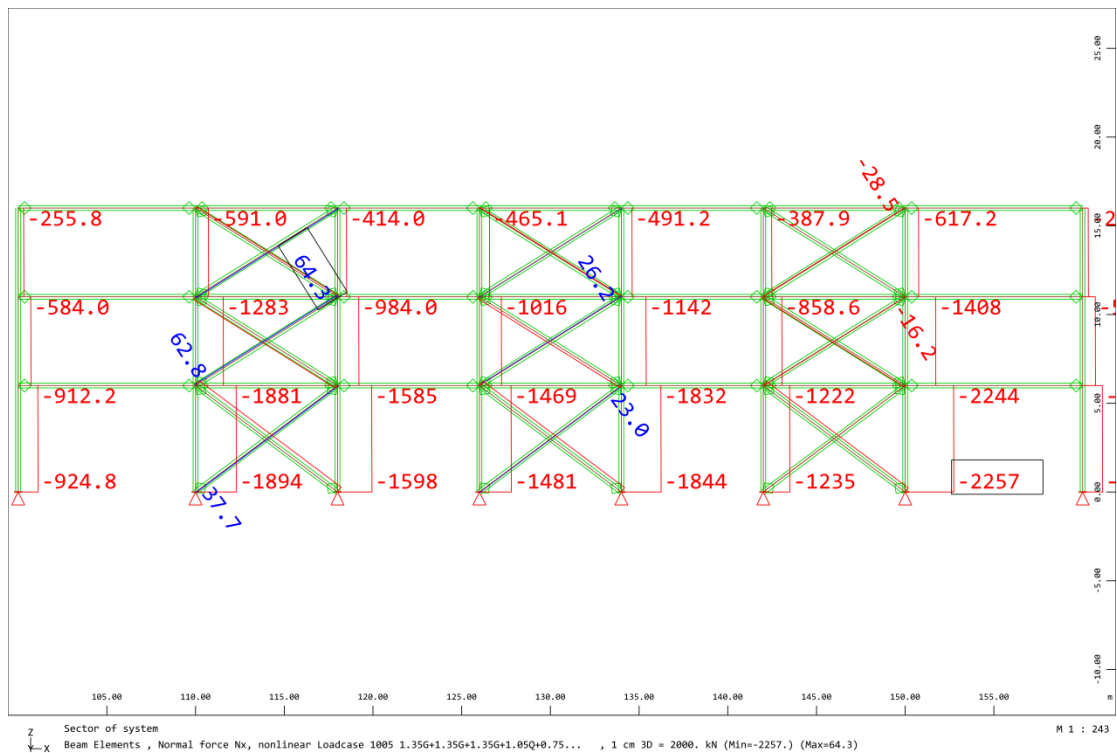 25.00
20.00
-28.5
-255.8 -591.0 -414.0 -465.1 -491.2 -387.9 -617.2 15.00 2
64.3 26.2
-584.0 -1283 -984.0 -1016 -1142 -858.6 -1408 10.00
62.8 -16.2
-912.2 -1881 -1585 -1469 -1832 -1222 -2244 5.00
23.0
-924.8 -1894 -1598 -1481 -1844 -1235 -2257 0.00
37.7
-5.00
-10.00
105.00 110.00 115.00 120.00 125.00 130.00 135.00 140.00 145.00 150.00 155.00 m
Z Sector of system M 1 : 243
Y X Beam Elements , Normal force Nx, nonlinear Loadcase 1005 1.35G+1.35G+1.35G+1.05Q+0.75... , 1 cm 3D = 2000. kN (Min=-2257.) (Max=64.3)